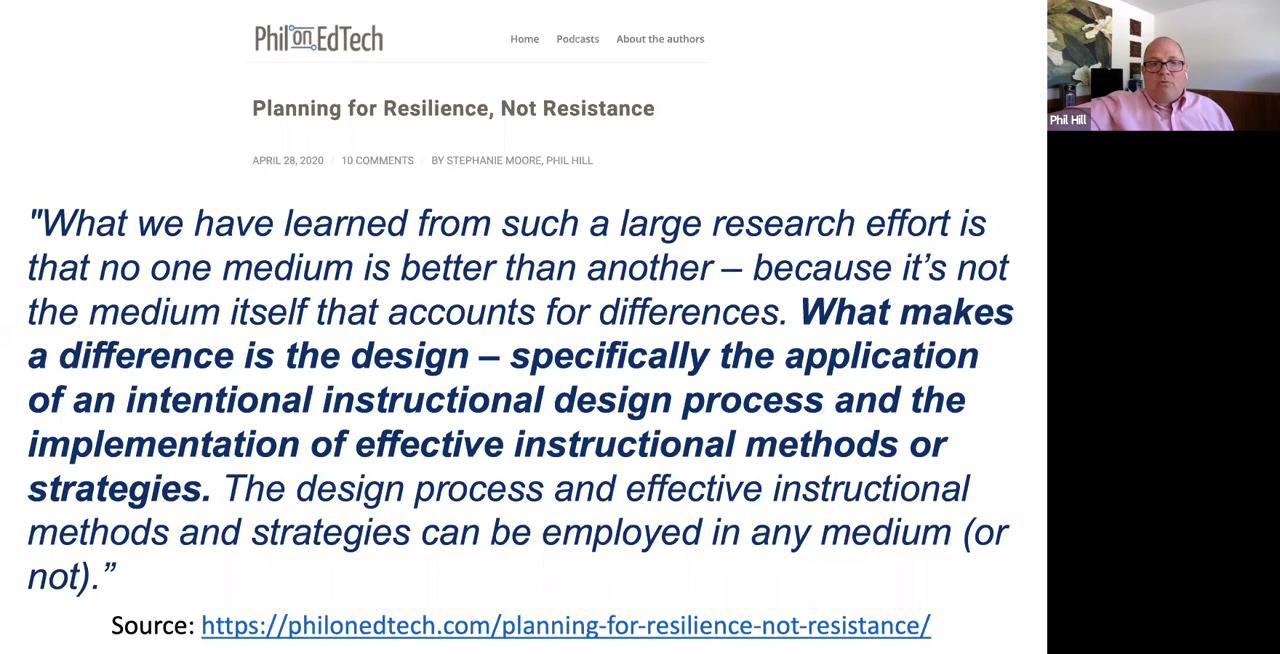 Phil on EdTech
Home Podcasts About the authors
Planning for Resilience, Not Resistance
APRIL 28, 2020 / 10 COMMENTS / BY STEPHANIE MOORE, PHIL HILL
"What we have learned from such a large research effort is
that no one medium is better than another – because it’s not
the medium itself that accounts for differences. What makes
a difference is the design – specifically the application
of an intentional instructional design process and the
implementation of effective instructional methods or
strategies. The design process and effective instructional
methods and strategies can be employed in any medium (or
not).”
Source: https://philonedtech.com/planning-for-resilience-not-resistance/
Phil Hill